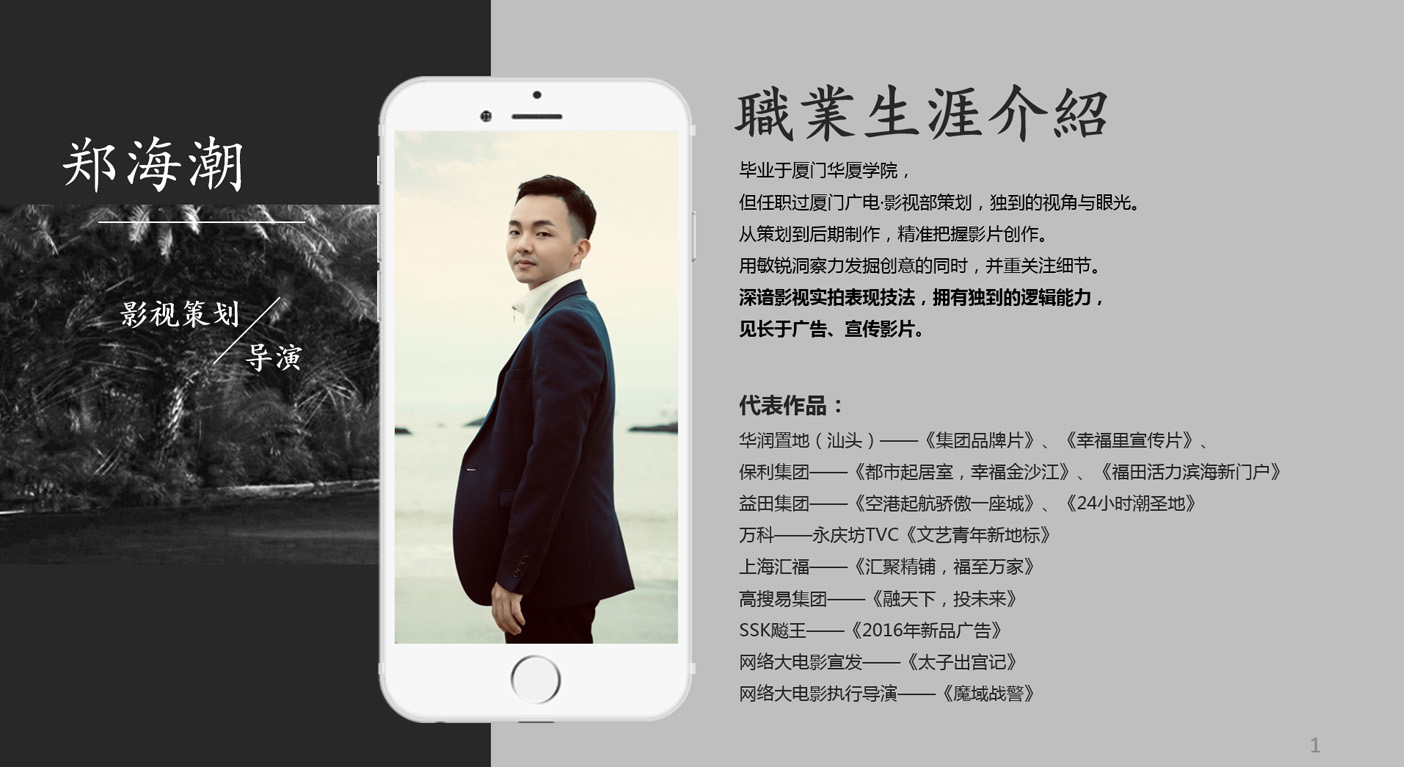 郑海潮
影视策划
导演
職業生涯介紹
毕业于厦门华厦学院，
但任职过厦门广电·影视部策划，独到的视角与眼光。
从策划到后期制作，精准把握影片创作。
用敏锐洞察力发掘创意的同时，并重关注细节。
深谙影视实拍表现技法，拥有独到的逻辑能力，
见长于广告、宣传影片。
代表作品：
华润置地（汕头）——《集团品牌片》、《幸福里宣传片》、
保利集团——《都市起居室，幸福金沙江》、《福田活力滨海新门户》
益田集团——《空港起航骄傲一座城》、《24小时潮圣地》
万科——永庆坊TVC《文艺青年新地标》
上海汇福——《汇聚精铺，福至万家》
高搜易集团——《融天下，投未来》
SSK飚王——《2016年新品广告》
网络大电影宣发——《太子出宫记》
网络大电影执行导演——《魔域战警》
1